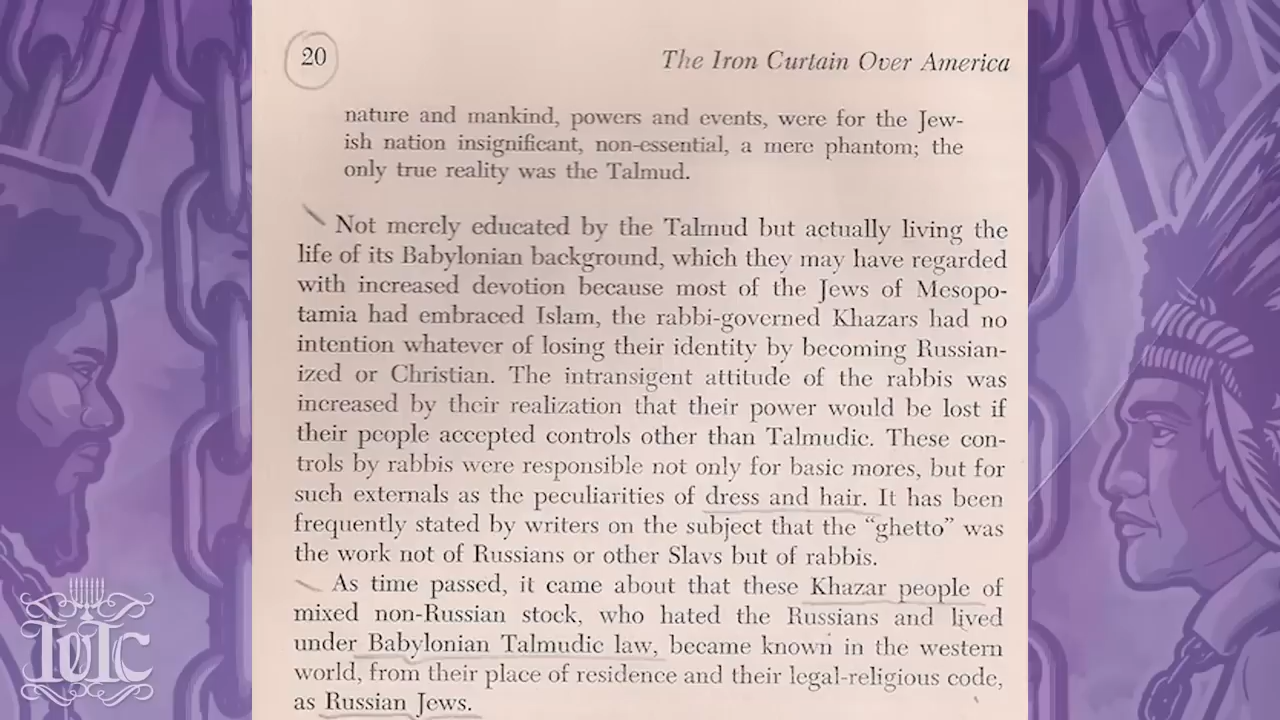 20
The Iron Curtain Over America
nature and mankind, powers and events, were for the Jew-
ish nation insignificant, non-essential, a mere phantom; the
only true reality was the Talmud.
Not merely educated by the Talmud but actually living the
life of its Babylonian background, which they may have regarded
with increased devotion because most of the Jews of Mesopo-
tamia had embraced Islam, the rabbi-governed Khazars had no
intention whatever of losing their identity by becoming Russian-
ized or Christian. The intransigent attitude of the rabbis was
increased by their realization that their power would be lost if
their people accepted controls other than Talmudic. These con-
trols by rabbis were responsible not only for basic mores, but for
such externals as the peculiarities of dress and hair. It has been
frequently stated by writers on the subject that the “ghetto” was
the work not of Russians or other Slavs but of rabbis.
As time passed, it came about that these Khazar people of
mixed non-Russian stock, who hated the Russians and lived
under Babylonian Talmudic law, became known in the western
world, from their place of residence and their legal-religious code,
as Russian Jews.
IUIC